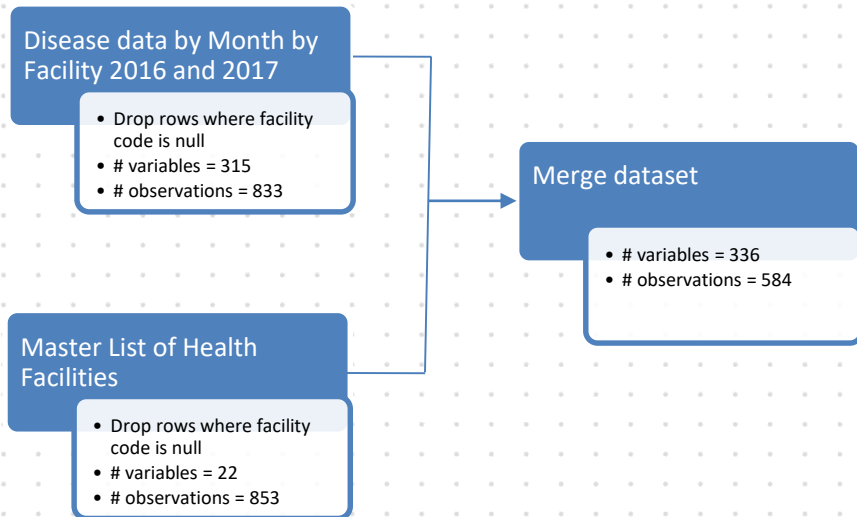 Disease data by Month by
Facility 2016 and 2017
• Drop rows where facility
code is null
• # variables = 315
• # observations = 833
Merge dataset
• # variables = 336
• # observations = 584
Master List of Health
Facilities
• Drop rows where facility
code is null
• # variables = 22
• # observations = 853